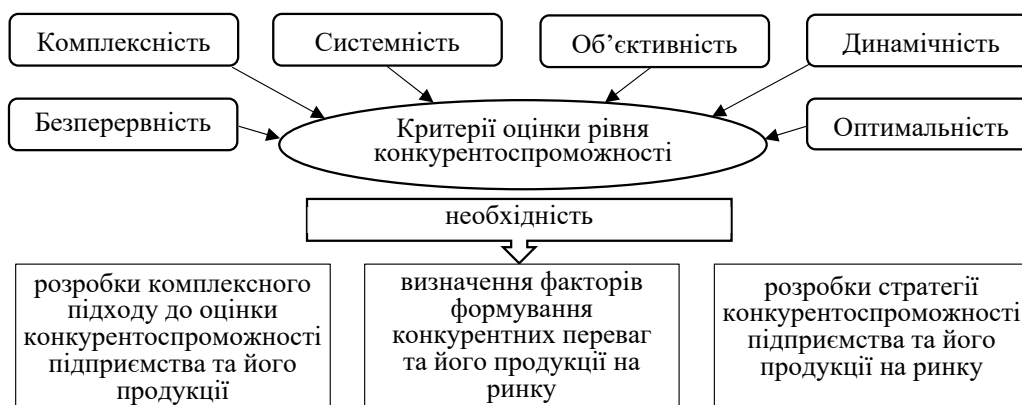 Комплексність
Системність
Об’єктивність
Динамічність
Безперервність
Критерії оцінки рівня
конкурентоспроможності
Оптимальність
необхідність
розробки комплексного
підходу до оцінки
конкурентоспроможності
підприємства та його
продукції
визначення факторів
формування
конкурентних переваг
та його продукції на
ринку
розробки стратегії
конкурентоспроможності
підприємства та його
продукції на ринку